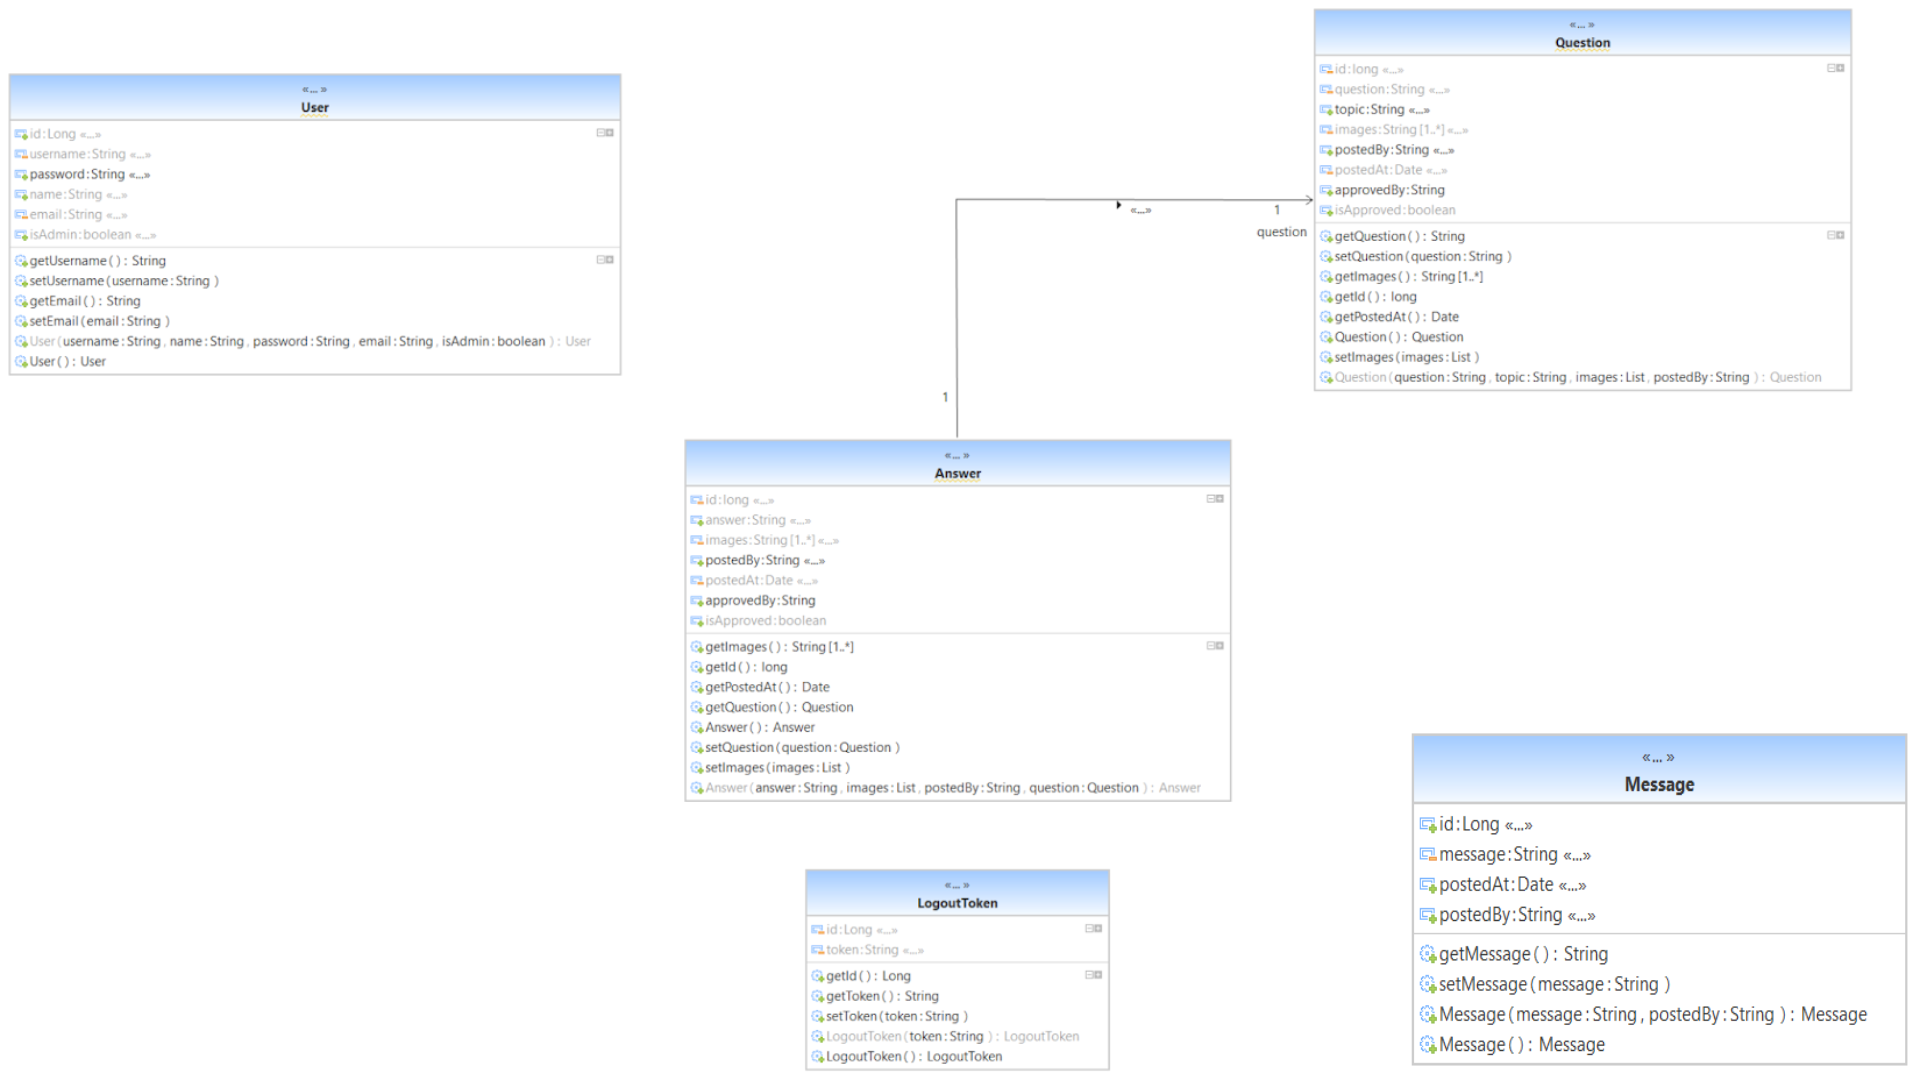 «... »
User
id:Long «...»
username:String «...»
password:String «...»
name:String «...»
email:String «...»
isAdmin:boolean «...»
getUsername ( ) : String
setUsername (username:String )
getEmail ( ) : String
setEmail (email:String )
User (username:String, name:String, password:String, email:String, isAdmin:boolean ) : User
User ( ) : User
«... »
Question
id:long «...»
question:String «...»
topic:String «...»
images:String [1..*] «...»
postedBy:String «...»
postedAt:Date «...»
approvedBy:String
isApproved:boolean
getQuestion ( ) : String
setQuestion (question:String )
getImages ( ) : String [1..*]
getId ( ) : long
getPostedAt ( ) : Date
Question ( ) : Question
setImages (images:List )
Question (question:String, topic:String, images:List, postedBy:String ) : Question
«...»
1
question
1
«... »
Answer
id:long «...»
answer:String «...»
images:String [1..*] «...»
postedBy:String «...»
postedAt:Date «...»
approvedBy:String
isApproved:boolean
getImages ( ) : String [1..*]
getId ( ) : long
getPostedAt ( ) : Date
getQuestion ( ) : Question
Answer ( ) : Answer
setQuestion (question:Question )
setImages (images:List )
Answer (answer:String, images:List, postedBy:String, question:Question ) : Answer
«... »
LogoutToken
id:Long «...»
token:String «...»
getId ( ) : Long
getToken ( ) : String
setToken (token:String )
LogoutToken (token:String ) : LogoutToken
LogoutToken ( ) : LogoutToken
«... »
Message
id:Long «...»
message:String «...»
postedAt:Date «...»
postedBy:String «...»
getMessage ( ) : String
setMessage (message:String )
Message (message:String, postedBy:String ) : Message
Message ( ) : Message